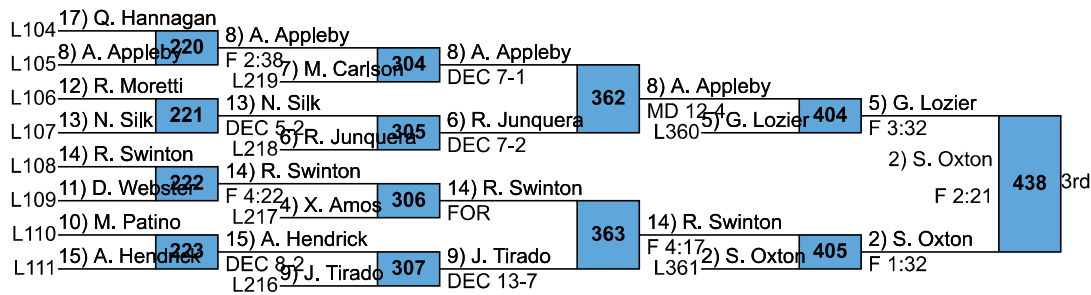 L104 17) Q. Hannagan
L105 8) A. Appleby
220
L106 12) R. Moretti
L107 13) N. Silk
221
L108 14) R. Swinton
L109 11) D. Webster
222
L110 10) M. Patino
L111 15) A. Hendrick
223
8) A. Appleby
F 2:38
L219 7) M. Carlson
304
13) N. Silk
DEC 5-2
L218 6) R. Junquera
305
14) R. Swinton
F 4:22
L217 4) X. Amos
306
15) A. Hendrick
DEC 8-2
L216 9) J. Tirado
307
8) A. Appleby
DEC 7-1
6) R. Junquera
DEC 7-2
362
14) R. Swinton
FOR
9) J. Tirado
DEC 13-7
363
8) A. Appleby
MD 12-4
L360 5) G. Lozier
404
14) R. Swinton
F 4:17
L361 2) S. Oxton
405
5) G. Lozier
F 3:32
2) S. Oxton
F 1:32
438
2) S. Oxton
F 2:21
3rd